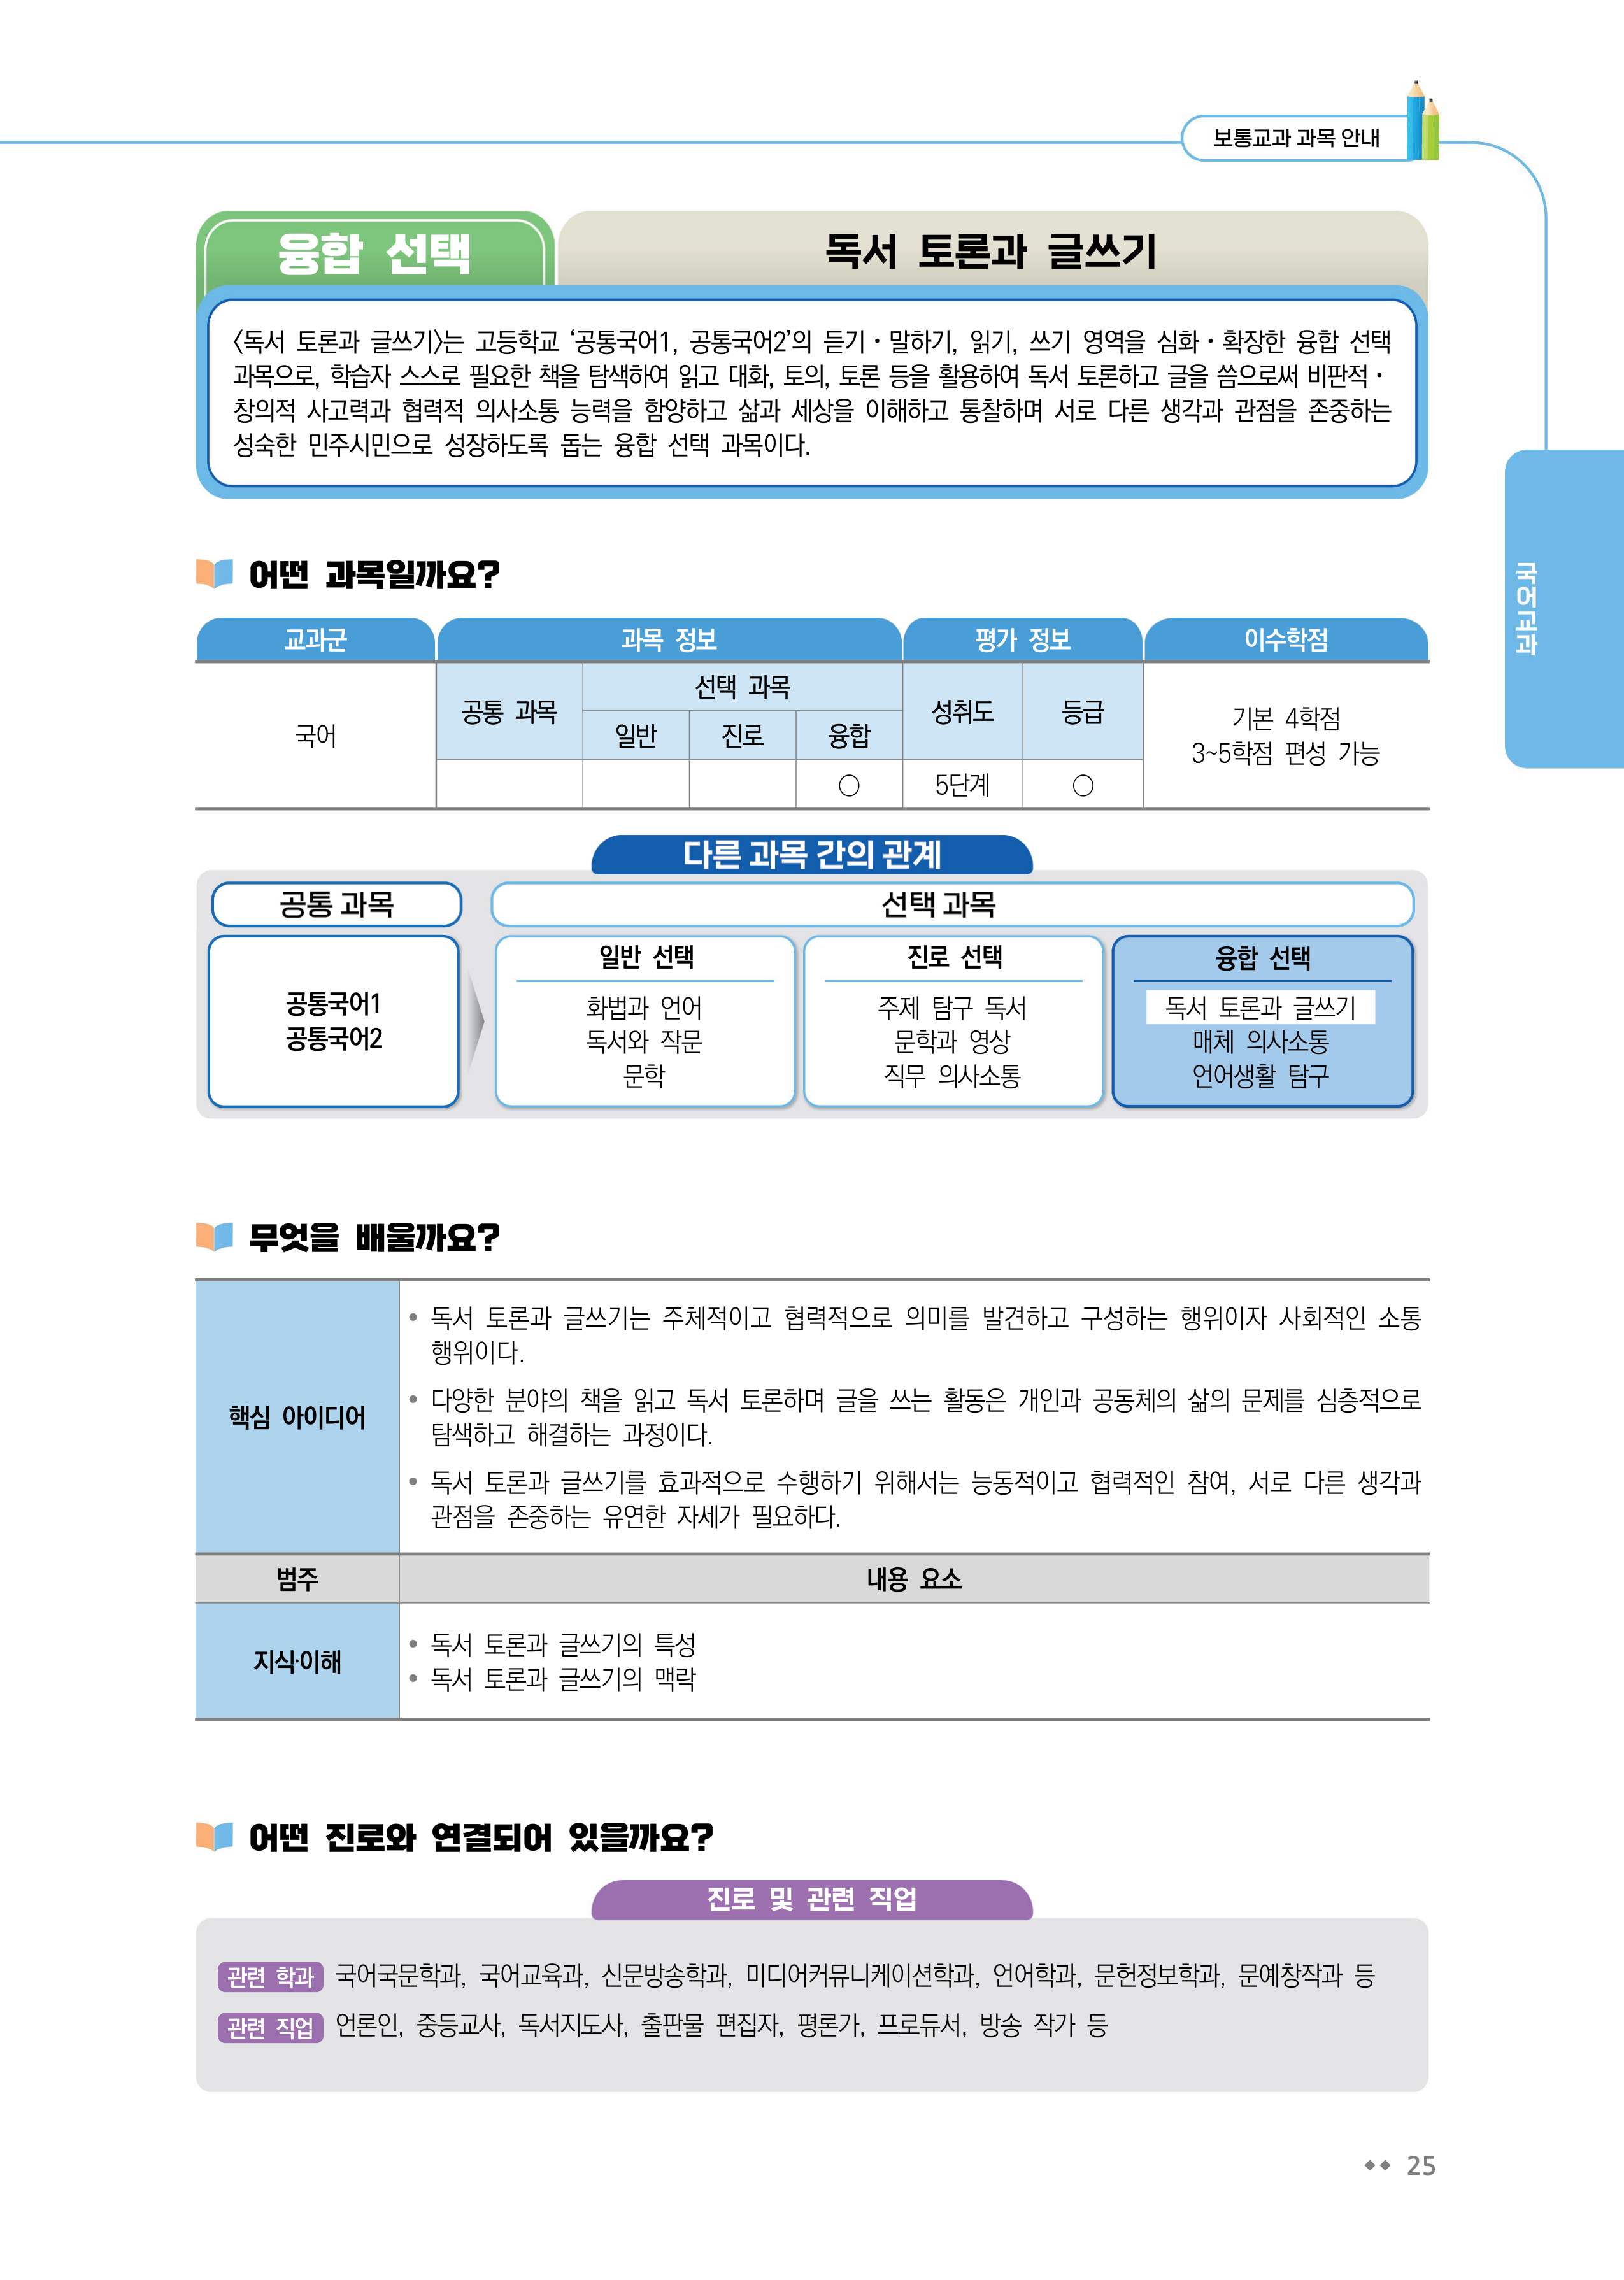 보통교과 과목 안내
융합 선택
독서 토론과 글쓰기
〈독서 토론과 글쓰기〉는 고등학교 ‘공통국어1, 공통국어2’의 듣기・말하기, 읽기, 쓰기 영역을 심화・확장한 융합 선택
과목으로, 학습자 스스로 필요한 책을 탐색하여 읽고 대화, 토의, 토론 등을 활용하여 독서 토론하고 글을 씀으로써 비판적・
창의적 사고력과 협력적 의사소통 능력을 함양하고 삶과 세상을 이해하고 통찰하며 서로 다른 생각과 관점을 존중하는
성숙한 민주시민으로 성장하도록 돕는 융합 선택 과목이다.
국어교과
어떤 과목일까요?
교과군 과목 정보 평가 정보 이수학점
국어 공통 과목 선택 과목 성취도 등급 기본 4학점
일반 진로 융합 3~5학점 편성 가능
○ 5단계 ○
다른 과목 간의 관계
공통 과목 선택 과목
공통국어1
공통국어2
일반 선택
화법과 언어
독서와 작문
문학
진로 선택
주제 탐구 독서
문학과 영상
직무 의사소통
융합 선택
독서 토론과 글쓰기
매체 의사소통
언어생활 탐구
무엇을 배울까요?
핵심 아이디어
• 독서 토론과 글쓰기는 주체적이고 협력적으로 의미를 발견하고 구성하는 행위이자 사회적인 소통
행위이다.
• 다양한 분야의 책을 읽고 독서 토론하며 글을 쓰는 활동은 개인과 공동체의 삶의 문제를 심층적으로
탐색하고 해결하는 과정이다.
• 독서 토론과 글쓰기를 효과적으로 수행하기 위해서는 능동적이고 협력적인 참여, 서로 다른 생각과
관점을 존중하는 유연한 자세가 필요하다.
범주 내용 요소
지식·이해
• 독서 토론과 글쓰기의 특성
• 독서 토론과 글쓰기의 맥락
어떤 진로와 연결되어 있을까요?
진로 및 관련 직업
관련 학과 국어국문학과, 국어교육과, 신문방송학과, 미디어커뮤니케이션학과, 언어학과, 문헌정보학과, 문예창작과 등
관련 직업 언론인, 중등교사, 독서지도사, 출판물 편집자, 평론가, 프로듀서, 방송 작가 등
◆◆ 25